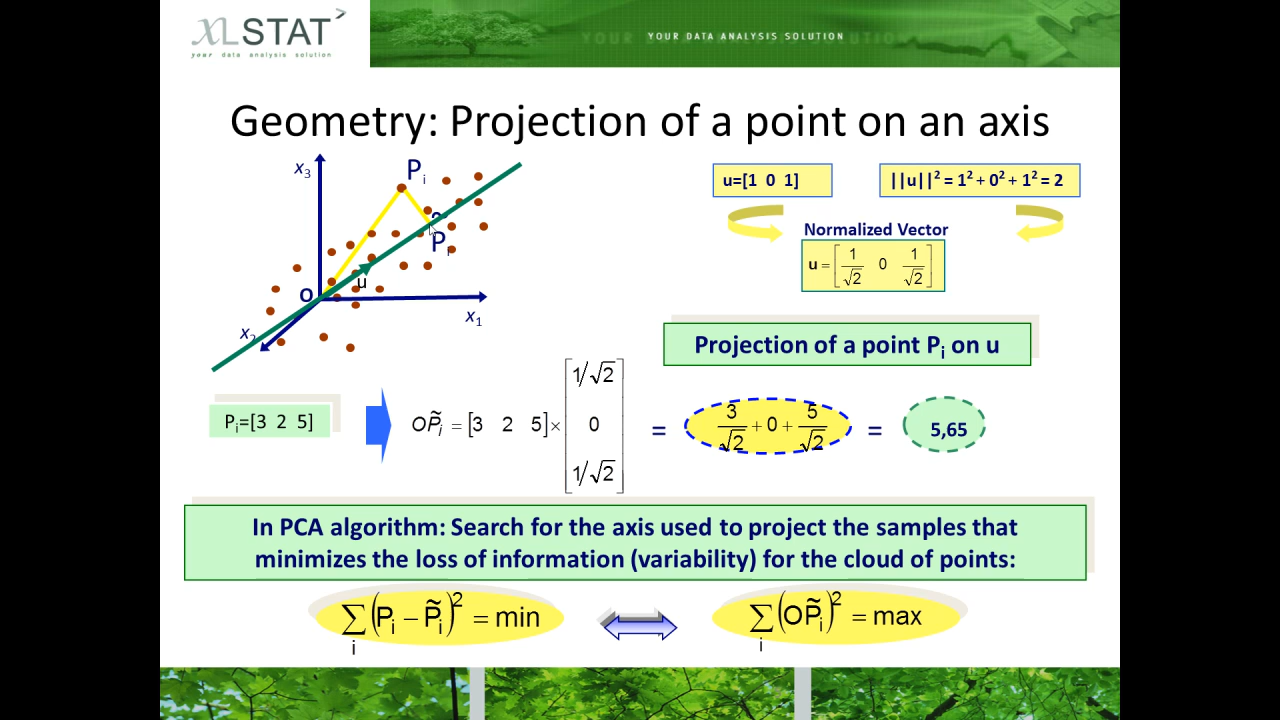 XLSTAT
your data analysis solution
YOUR DATA ANALYSIS SOLUTION
Geometry: Projection of a point on an axis
x₃
Pᵢ
P̃ᵢ
u
O
x₁
x₂
u=[1 0 1]
||u||² = 1² + 0² + 1² = 2
Normalized Vector
u = [1/√2 0 1/√2]
Projection of a point Pᵢ on u
Pᵢ=[3 2 5]
OP̃ᵢ = [3 2 5] × [1/√2 0 1/√2] = 3/√2 + 0 + 5/√2 = 5,65
In PCA algorithm: Search for the axis used to project the samples that
minimizes the loss of information (variability) for the cloud of points:
∑ᵢ (Pᵢ − P̃ᵢ)² = min
∑ᵢ (OP̃ᵢ)² = max